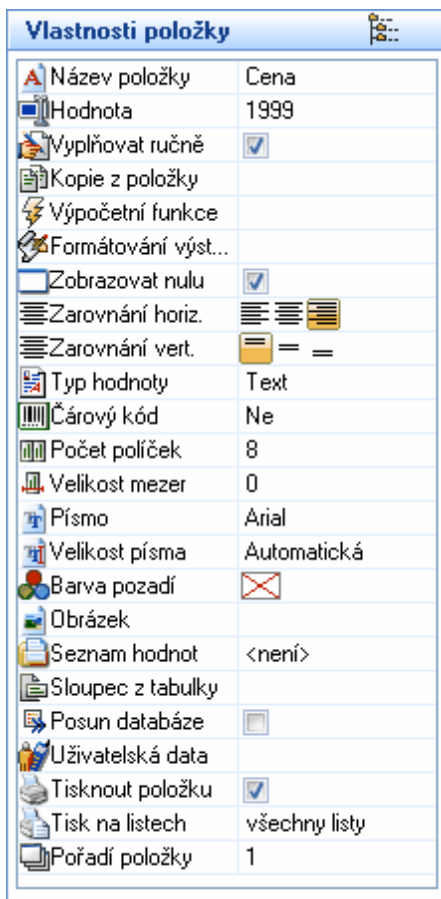 Vlastnosti položky
Název položky Cena
Hodnota 1999
Vyplňovat ručně
Kopie z položky
Výpočetní funkce
Formátování výst...
Zobrazovat nulu
Zarovnání horiz.
Zarovnání vert.
Typ hodnoty Text
Čárový kód Ne
Počet políček 8
Velikost mezer 0
Písmo Arial
Velikost písma Automatická
Barva pozadí
Obrázek
Seznam hodnot <není>
Sloupec z tabulky
Posun databáze
Uživatelská data
Tisknout položku
Tisk na listech všechny listy
Pořadí položky 1